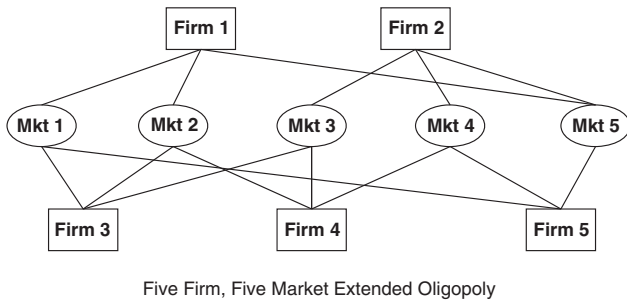 Firm 1 Firm 2
Mkt 1 Mkt 2 Mkt 3 Mkt 4 Mkt 5
Firm 3 Firm 4 Firm 5
Five Firm, Five Market Extended Oligopoly